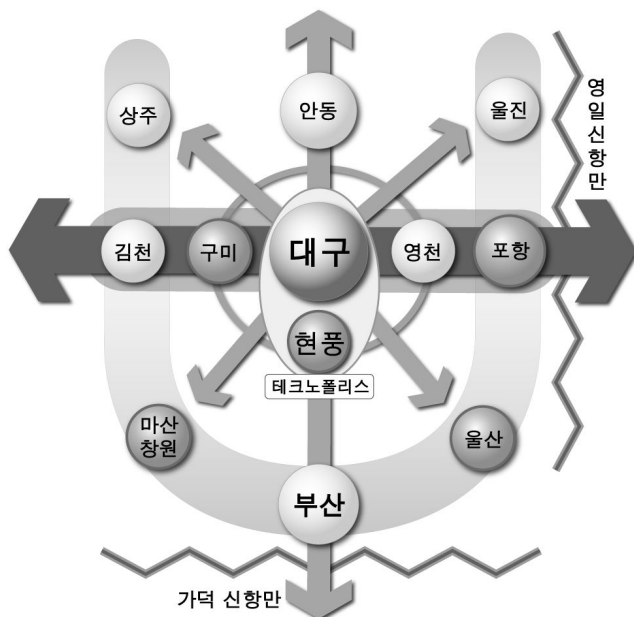 상주
안동
울진
영일신항만
김천
구미
대구
영천
포항
현풍
테크노폴리스
마산
창원
울산
부산
가덕 신항만